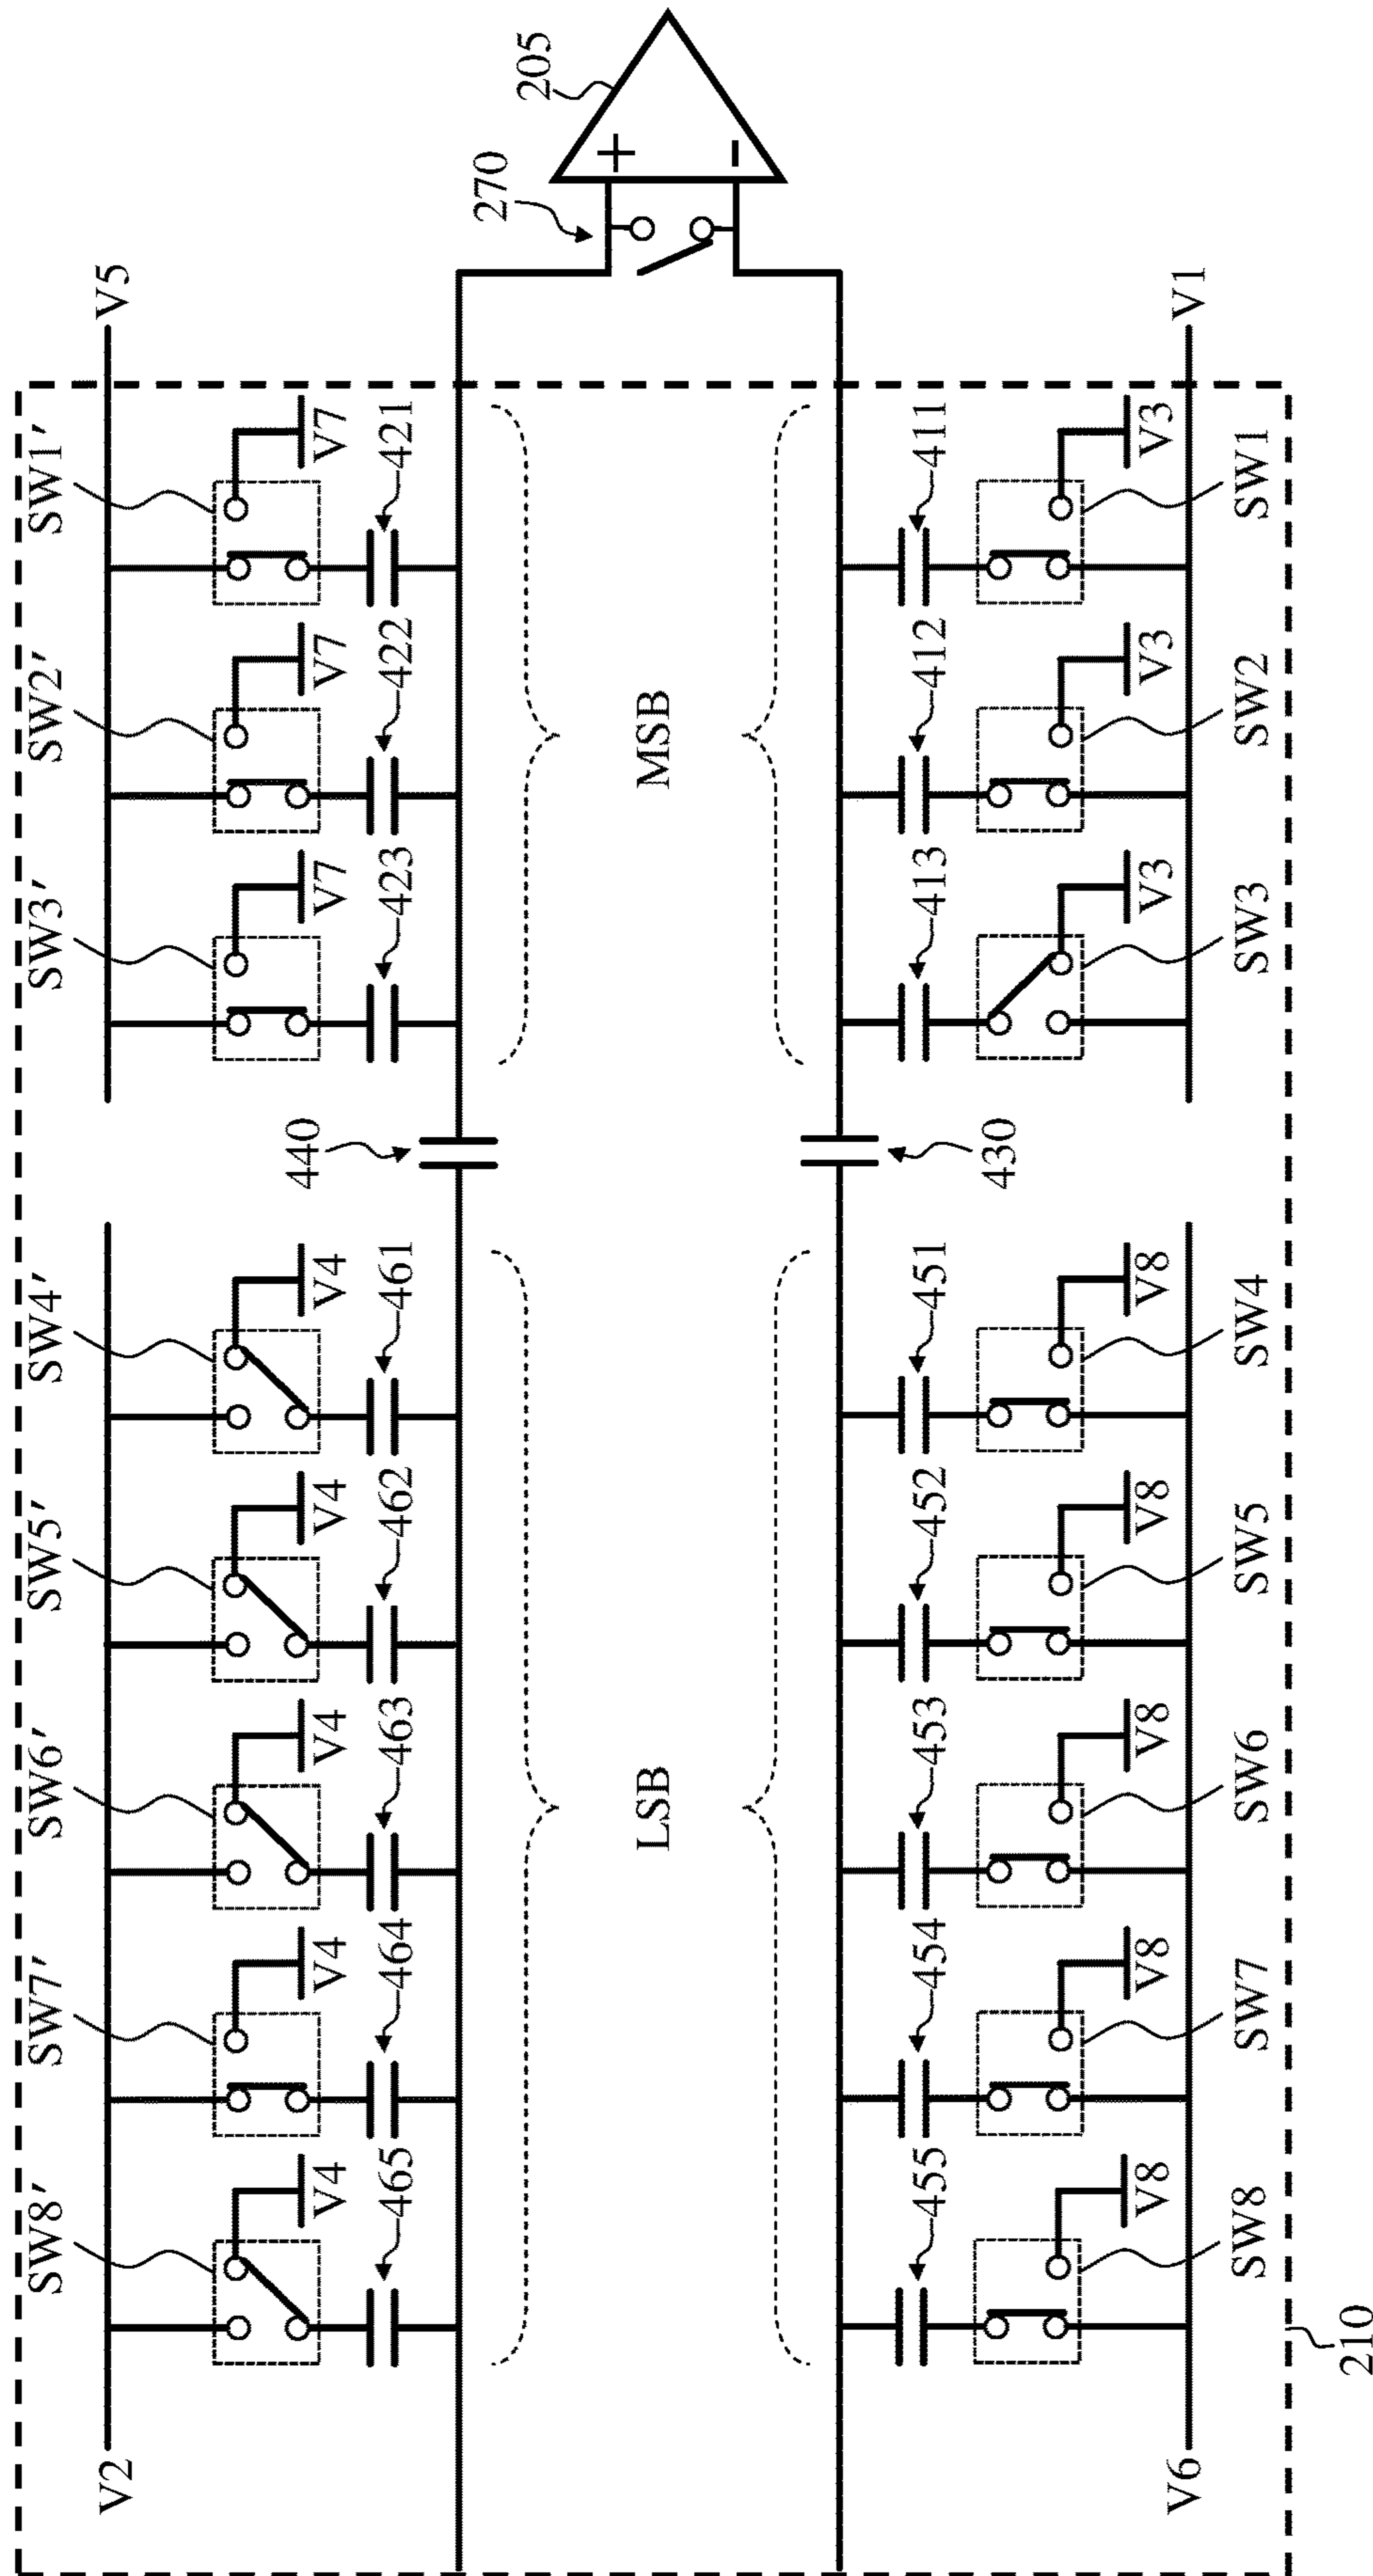 205
270
V5
V1
SW1′
SW2′
SW3′
SW4′
SW5′
SW6′
SW7′
SW8′
V7
V7
V7
V4
V4
V4
V4
V4
421
422
423
440
461
462
463
464
465
MSB
LSB
411
412
413
430
451
452
453
454
455
V3
V3
V3
V8
V8
V8
V8
V8
SW1
SW2
SW3
SW4
SW5
SW6
SW7
SW8
V2
V6
210
+
-